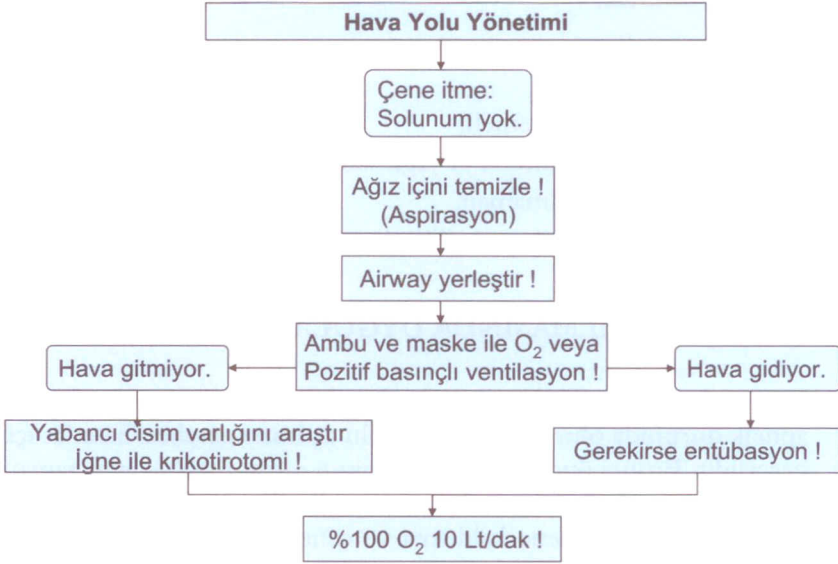 Hava Yolu Yönetimi
Çene itme:
Solunum yok.
Ağız içini temizle !
(Aspirasyon)
Airway yerleştir !
Ambu ve maske ile O₂ veya
Pozitif basınçlı ventilasyon !
Hava gitmiyor.
Hava gidiyor.
Yabancı cisim varlığını araştır
İğne ile krikotirotomi !
Gerekirse entübasyon !
%100 O₂ 10 Lt/dak !